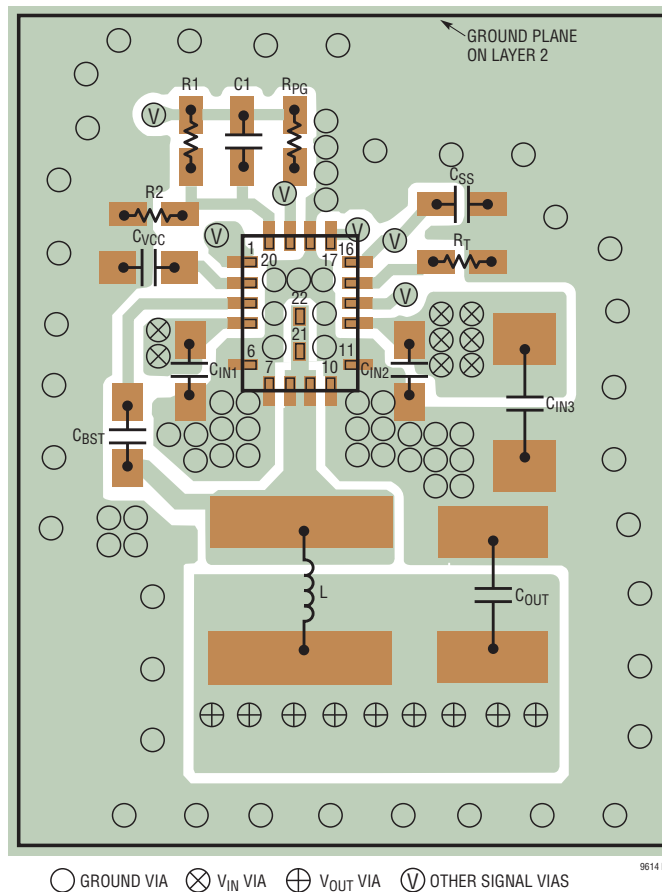 GROUND PLANE
ON LAYER 2
R1
C1
RPG
V
V
CSS
R2
V
V
V
CVCC
1
16
RT
20
17
V
22
21
CIN1
6
7
10
11
CIN2
CIN3
CBST
L
COUT
GROUND VIA
VIN VIA
VOUT VIA
V OTHER SIGNAL VIAS
9614